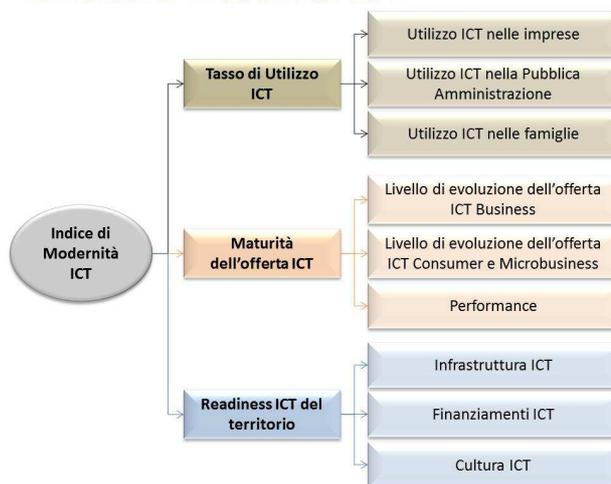 Utilizzo ICT nelle imprese
Tasso di Utilizzo
ICT
Utilizzo ICT nella Pubblica
Amministrazione
Utilizzo ICT nelle famiglie
Indice di
Modernità
ICT
Maturità
dell'offerta ICT
Livello di evoluzione dell'offerta
ICT Business
Livello di evoluzione dell'offerta
ICT Consumer e Microbusiness
Performance
Readiness ICT del
territorio
Infrastruttura ICT
Finanziamenti ICT
Cultura ICT